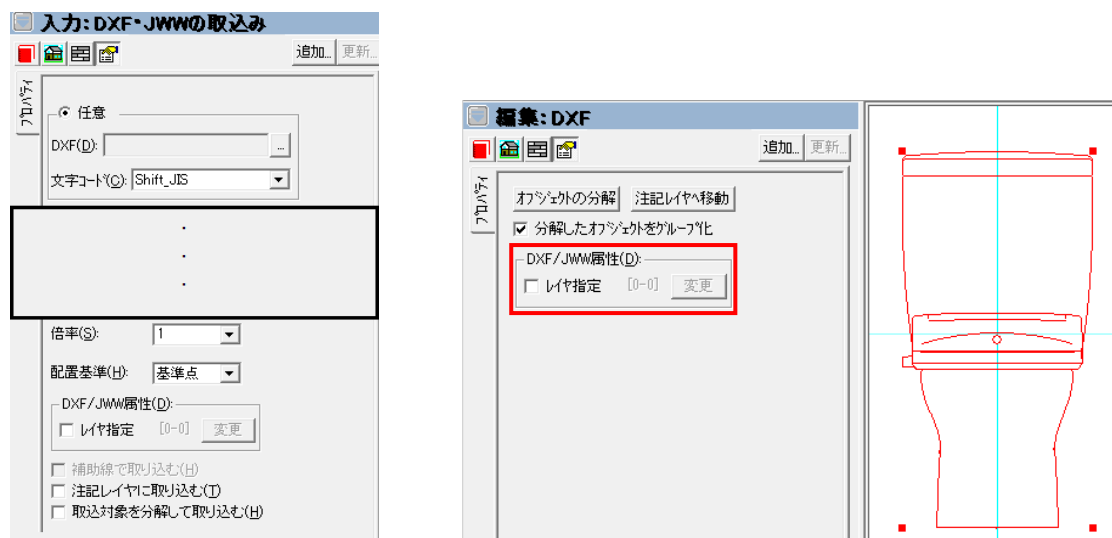 入力:DXF・JWWの取込み
追加... 更新...
プロパティ
任意
DXF(D): ...
文字コード(C): Shift_JIS
倍率(S): 1
配置基準(H): 基準点
DXF/JWW属性(D):
レイヤ指定 [0-0] 変更
補助線で取り込む(H)
注記レイヤに取り込む(T)
取込対象を分解して取り込む(H)
編集:DXF
追加... 更新...
プロパティ
オブジェクトの分解 注記レイヤへ移動
分解したオブジェクトをグループ化
DXF/JWW属性(D):
レイヤ指定 [0-0] 変更